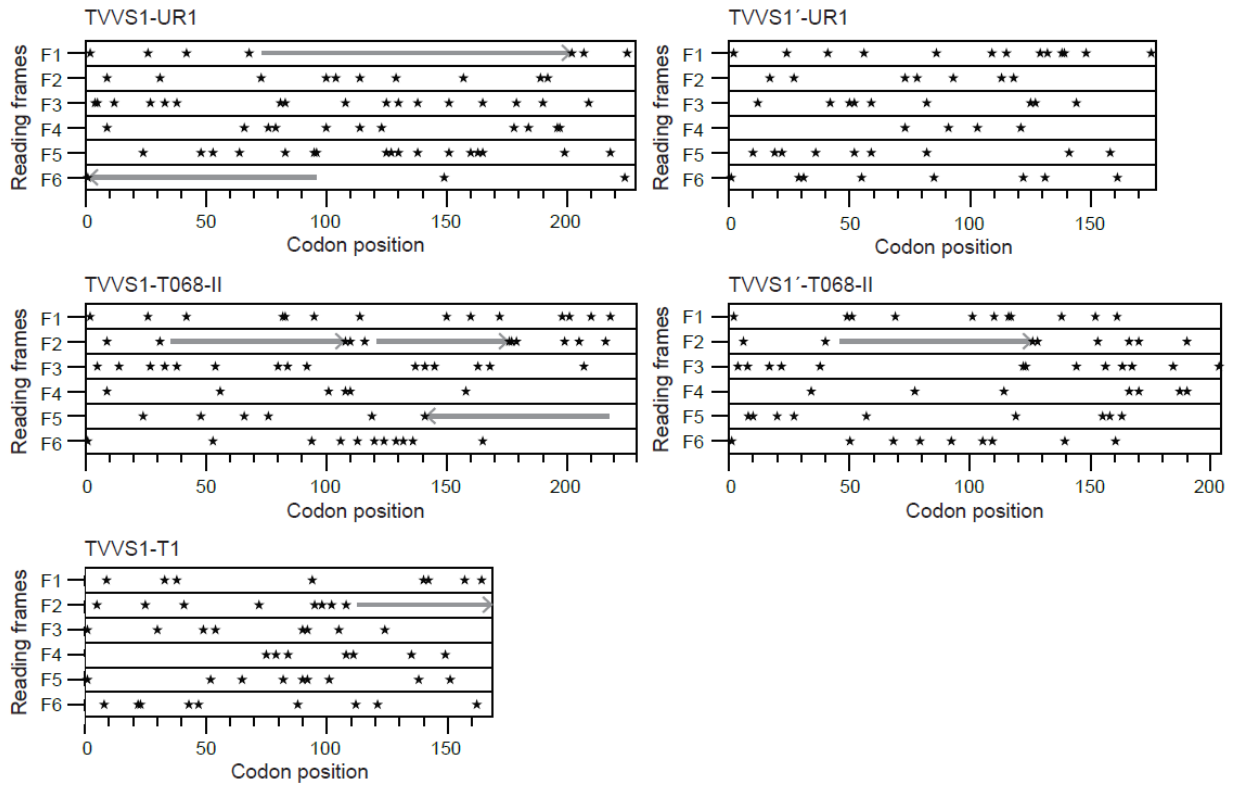 TVVS1-UR1
Reading frames
F1
F2
F3
F4
F5
F6
0 50 100 150 200
Codon position
TVVS1´-UR1
Reading frames
F1
F2
F3
F4
F5
F6
0 50 100 150
Codon position
TVVS1-T068-II
Reading frames
F1
F2
F3
F4
F5
F6
0 50 100 150 200
Codon position
TVVS1´-T068-II
Reading frames
F1
F2
F3
F4
F5
F6
0 50 100 150 200
Codon position
TVVS1-T1
Reading frames
F1
F2
F3
F4
F5
F6
0 50 100 150
Codon position